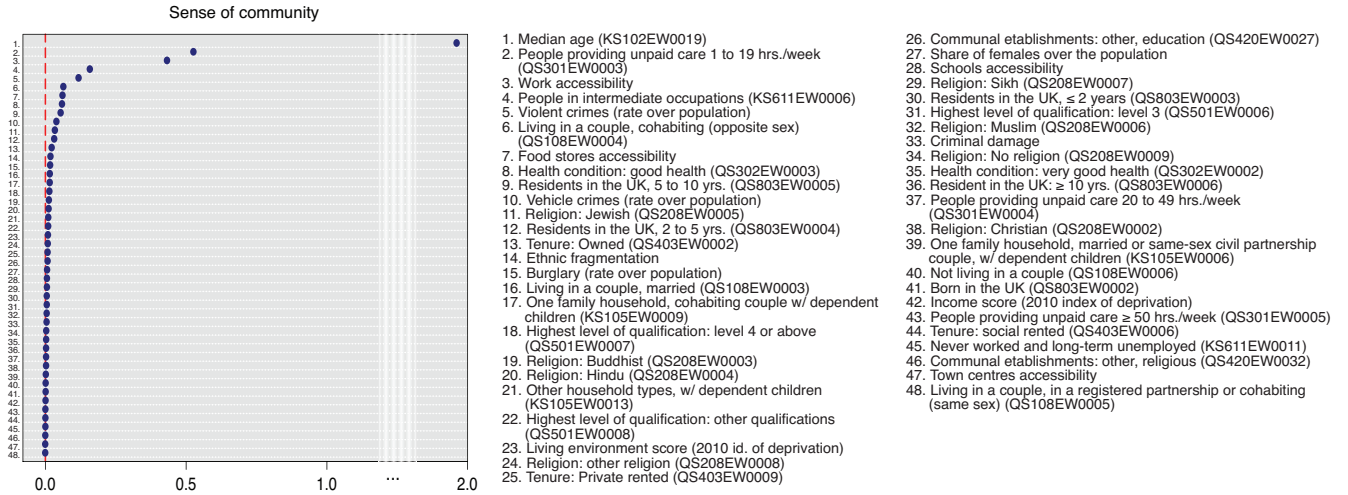 Sense of community
1.
2.
3.
4.
5.
6.
7.
8.
9.
10.
11.
12.
13.
14.
15.
16.
17.
18.
19.
20.
21.
22.
23.
24.
25.
26.
27.
28.
29.
30.
31.
32.
33.
34.
35.
36.
37.
38.
39.
40.
41.
42.
43.
44.
45.
46.
47.
48.
0.0 0.5 1.0 ... 2.0
1. Median age (KS102EW0019)
2. People providing unpaid care 1 to 19 hrs./week
(QS301EW0003)
3. Work accessibility
4. People in intermediate occupations (KS611EW0006)
5. Violent crimes (rate over population)
6. Living in a couple, cohabiting (opposite sex)
(QS108EW0004)
7. Food stores accessibility
8. Health condition: good health (QS302EW0003)
9. Residents in the UK, 5 to 10 yrs. (QS803EW0005)
10. Vehicle crimes (rate over population)
11. Religion: Jewish (QS208EW0005)
12. Residents in the UK, 2 to 5 yrs. (QS803EW0004)
13. Tenure: Owned (QS403EW0002)
14. Ethnic fragmentation
15. Burglary (rate over population)
16. Living in a couple, married (QS108EW0003)
17. One family household, cohabiting couple w/ dependent
children (KS105EW0009)
18. Highest level of qualification: level 4 or above
(QS501EW0007)
19. Religion: Buddhist (QS208EW0003)
20. Religion: Hindu (QS208EW0004)
21. Other household types, w/ dependent children
(KS105EW0013)
22. Highest level of qualification: other qualifications
(QS501EW0008)
23. Living environment score (2010 id. of deprivation)
24. Religion: other religion (QS208EW0008)
25. Tenure: Private rented (QS403EW0009)
26. Communal etablishments: other, education (QS420EW0027)
27. Share of females over the population
28. Schools accessibility
29. Religion: Sikh (QS208EW0007)
30. Residents in the UK, ≤ 2 years (QS803EW0003)
31. Highest level of qualification: level 3 (QS501EW0006)
32. Religion: Muslim (QS208EW0006)
33. Criminal damage
34. Religion: No religion (QS208EW0009)
35. Health condition: very good health (QS302EW0002)
36. Resident in the UK: ≥ 10 yrs. (QS803EW0006)
37. People providing unpaid care 20 to 49 hrs./week
(QS301EW0004)
38. Religion: Christian (QS208EW0002)
39. One family household, married or same-sex civil partnership
couple, w/ dependent children (KS105EW0006)
40. Not living in a couple (QS108EW0006)
41. Born in the UK (QS803EW0002)
42. Income score (2010 index of deprivation)
43. People providing unpaid care ≥ 50 hrs./week (QS301EW0005)
44. Tenure: social rented (QS403EW0006)
45. Never worked and long-term unemployed (KS611EW0011)
46. Communal etablishments: other, religious (QS420EW0032)
47. Town centres accessibility
48. Living in a couple, in a registered partnership or cohabiting
(same sex) (QS108EW0005)